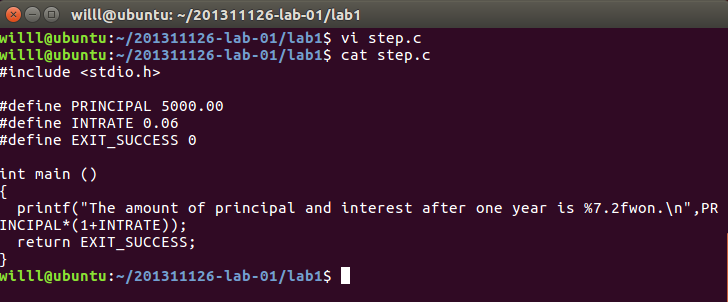 willl@ubuntu: ~/201311126-lab-01/lab1
willl@ubuntu:~/201311126-lab-01/lab1$ vi step.c
willl@ubuntu:~/201311126-lab-01/lab1$ cat step.c
#include <stdio.h>

#define PRINCIPAL 5000.00
#define INTRATE 0.06
#define EXIT_SUCCESS 0

int main ()
{
  printf("The amount of principal and interest after one year is %7.2fwon.\n",PR
INCIPAL*(1+INTRATE));
  return EXIT_SUCCESS;
}
willl@ubuntu:~/201311126-lab-01/lab1$